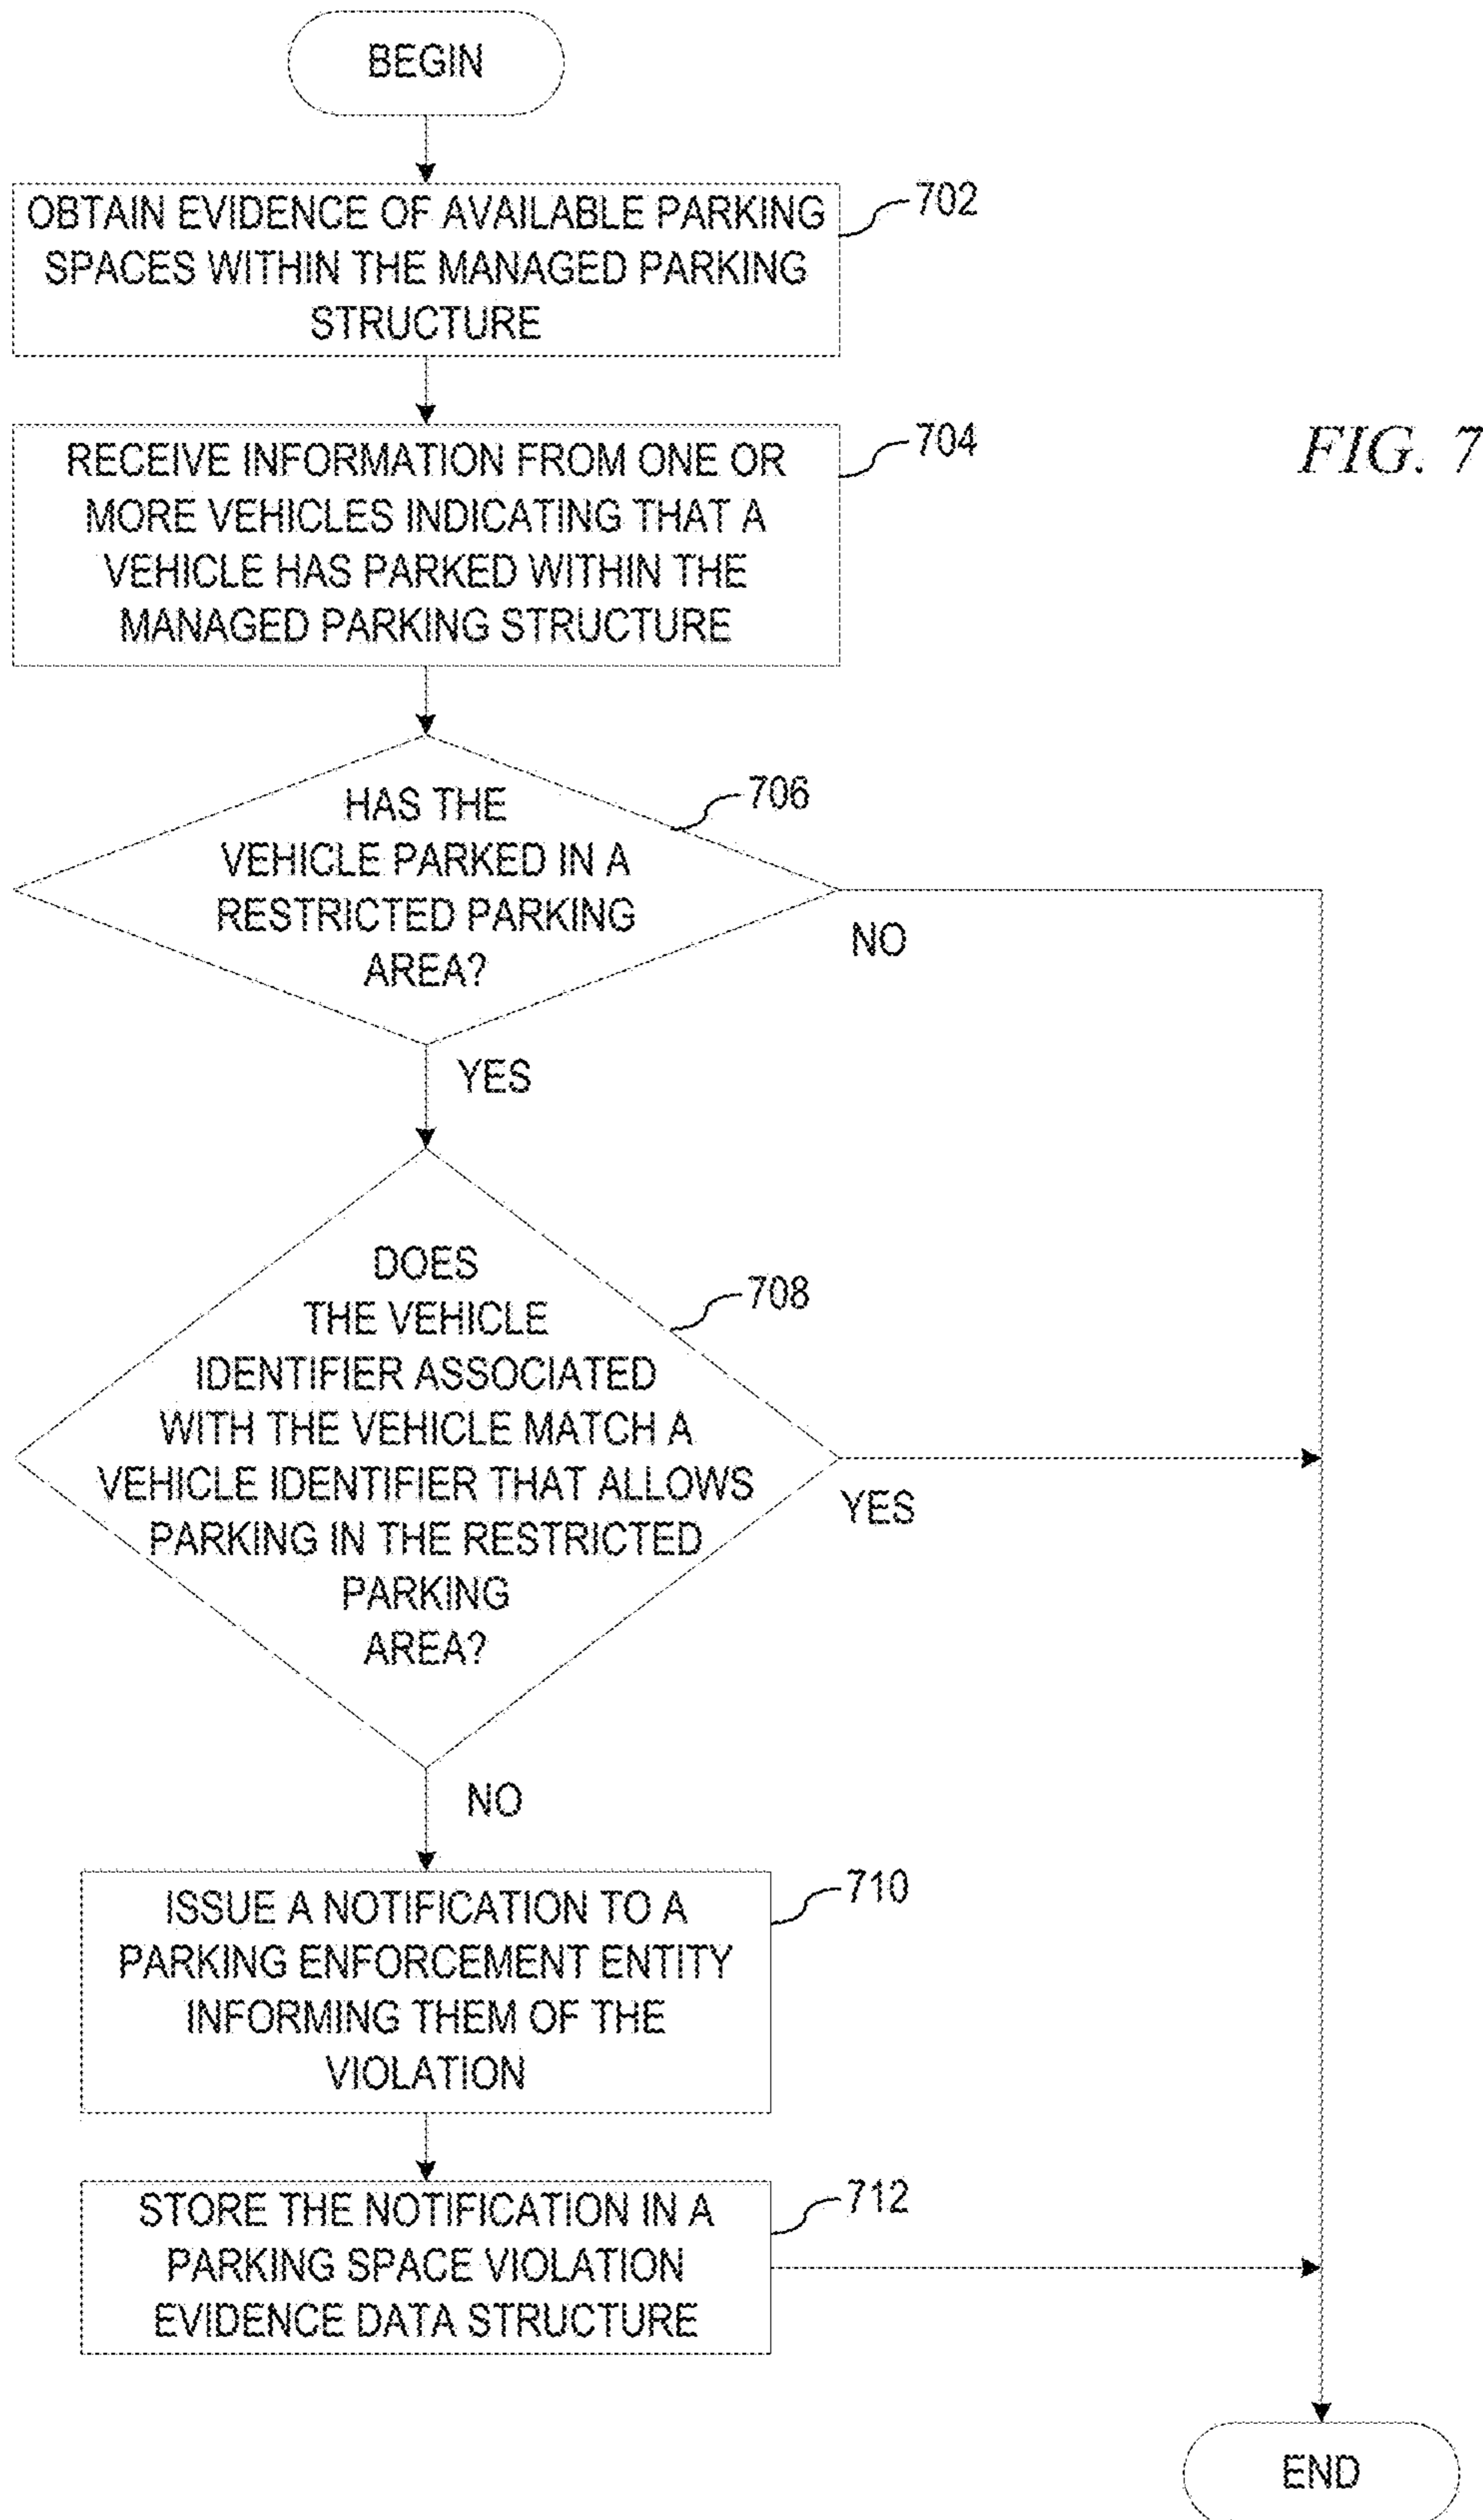 BEGIN
OBTAIN EVIDENCE OF AVAILABLE PARKING
SPACES WITHIN THE MANAGED PARKING
STRUCTURE
702
RECEIVE INFORMATION FROM ONE OR
MORE VEHICLES INDICATING THAT A
VEHICLE HAS PARKED WITHIN THE
MANAGED PARKING STRUCTURE
704
FIG. 7
HAS THE
VEHICLE PARKED IN A
RESTRICTED PARKING
AREA?
706
NO
YES
DOES
THE VEHICLE
IDENTIFIER ASSOCIATED
WITH THE VEHICLE MATCH A
VEHICLE IDENTIFIER THAT ALLOWS
PARKING IN THE RESTRICTED
PARKING
AREA?
708
YES
NO
ISSUE A NOTIFICATION TO A
PARKING ENFORCEMENT ENTITY
INFORMING THEM OF THE
VIOLATION
710
STORE THE NOTIFICATION IN A
PARKING SPACE VIOLATION
EVIDENCE DATA STRUCTURE
712
END